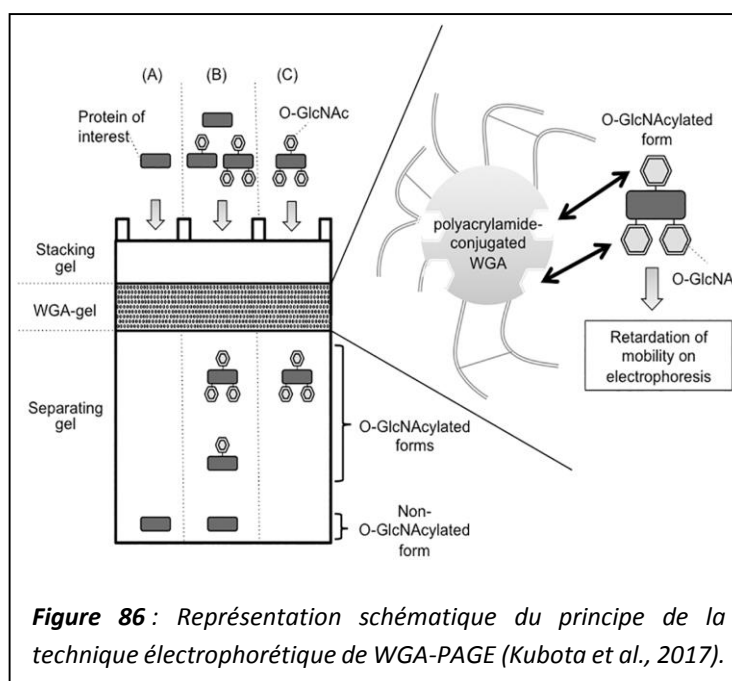 (A) (B) (C)
O-GlcNAc
Protein of
interest
Stacking
gel
WGA-gel
Separating
gel
O-GlcNAcylated
forms
Non-
O-GlcNAcylated
form
polyacrylamide-
conjugated
WGA
O-GlcNAcylated
form
O-GlcNA
Retardation of
mobility on
electrophoresis
Figure 86 : Représentation schématique du principe de la
technique électrophorétique de WGA-PAGE (Kubota et al., 2017).